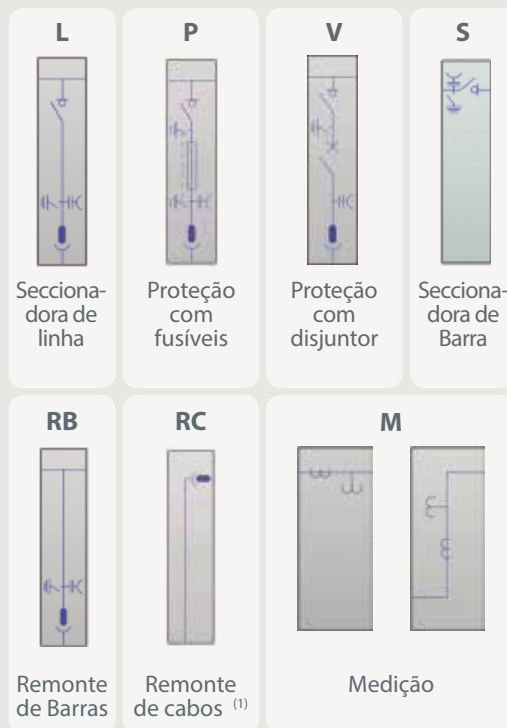 L
Secciona-
dora de
linha
P
Proteção
com
fusíveis
V
Proteção
com
disjuntor
S
Secciona-
dora de
Barra
RB
Remonte
de Barras
RC
Remonte
de cabos (1)
M
Medição